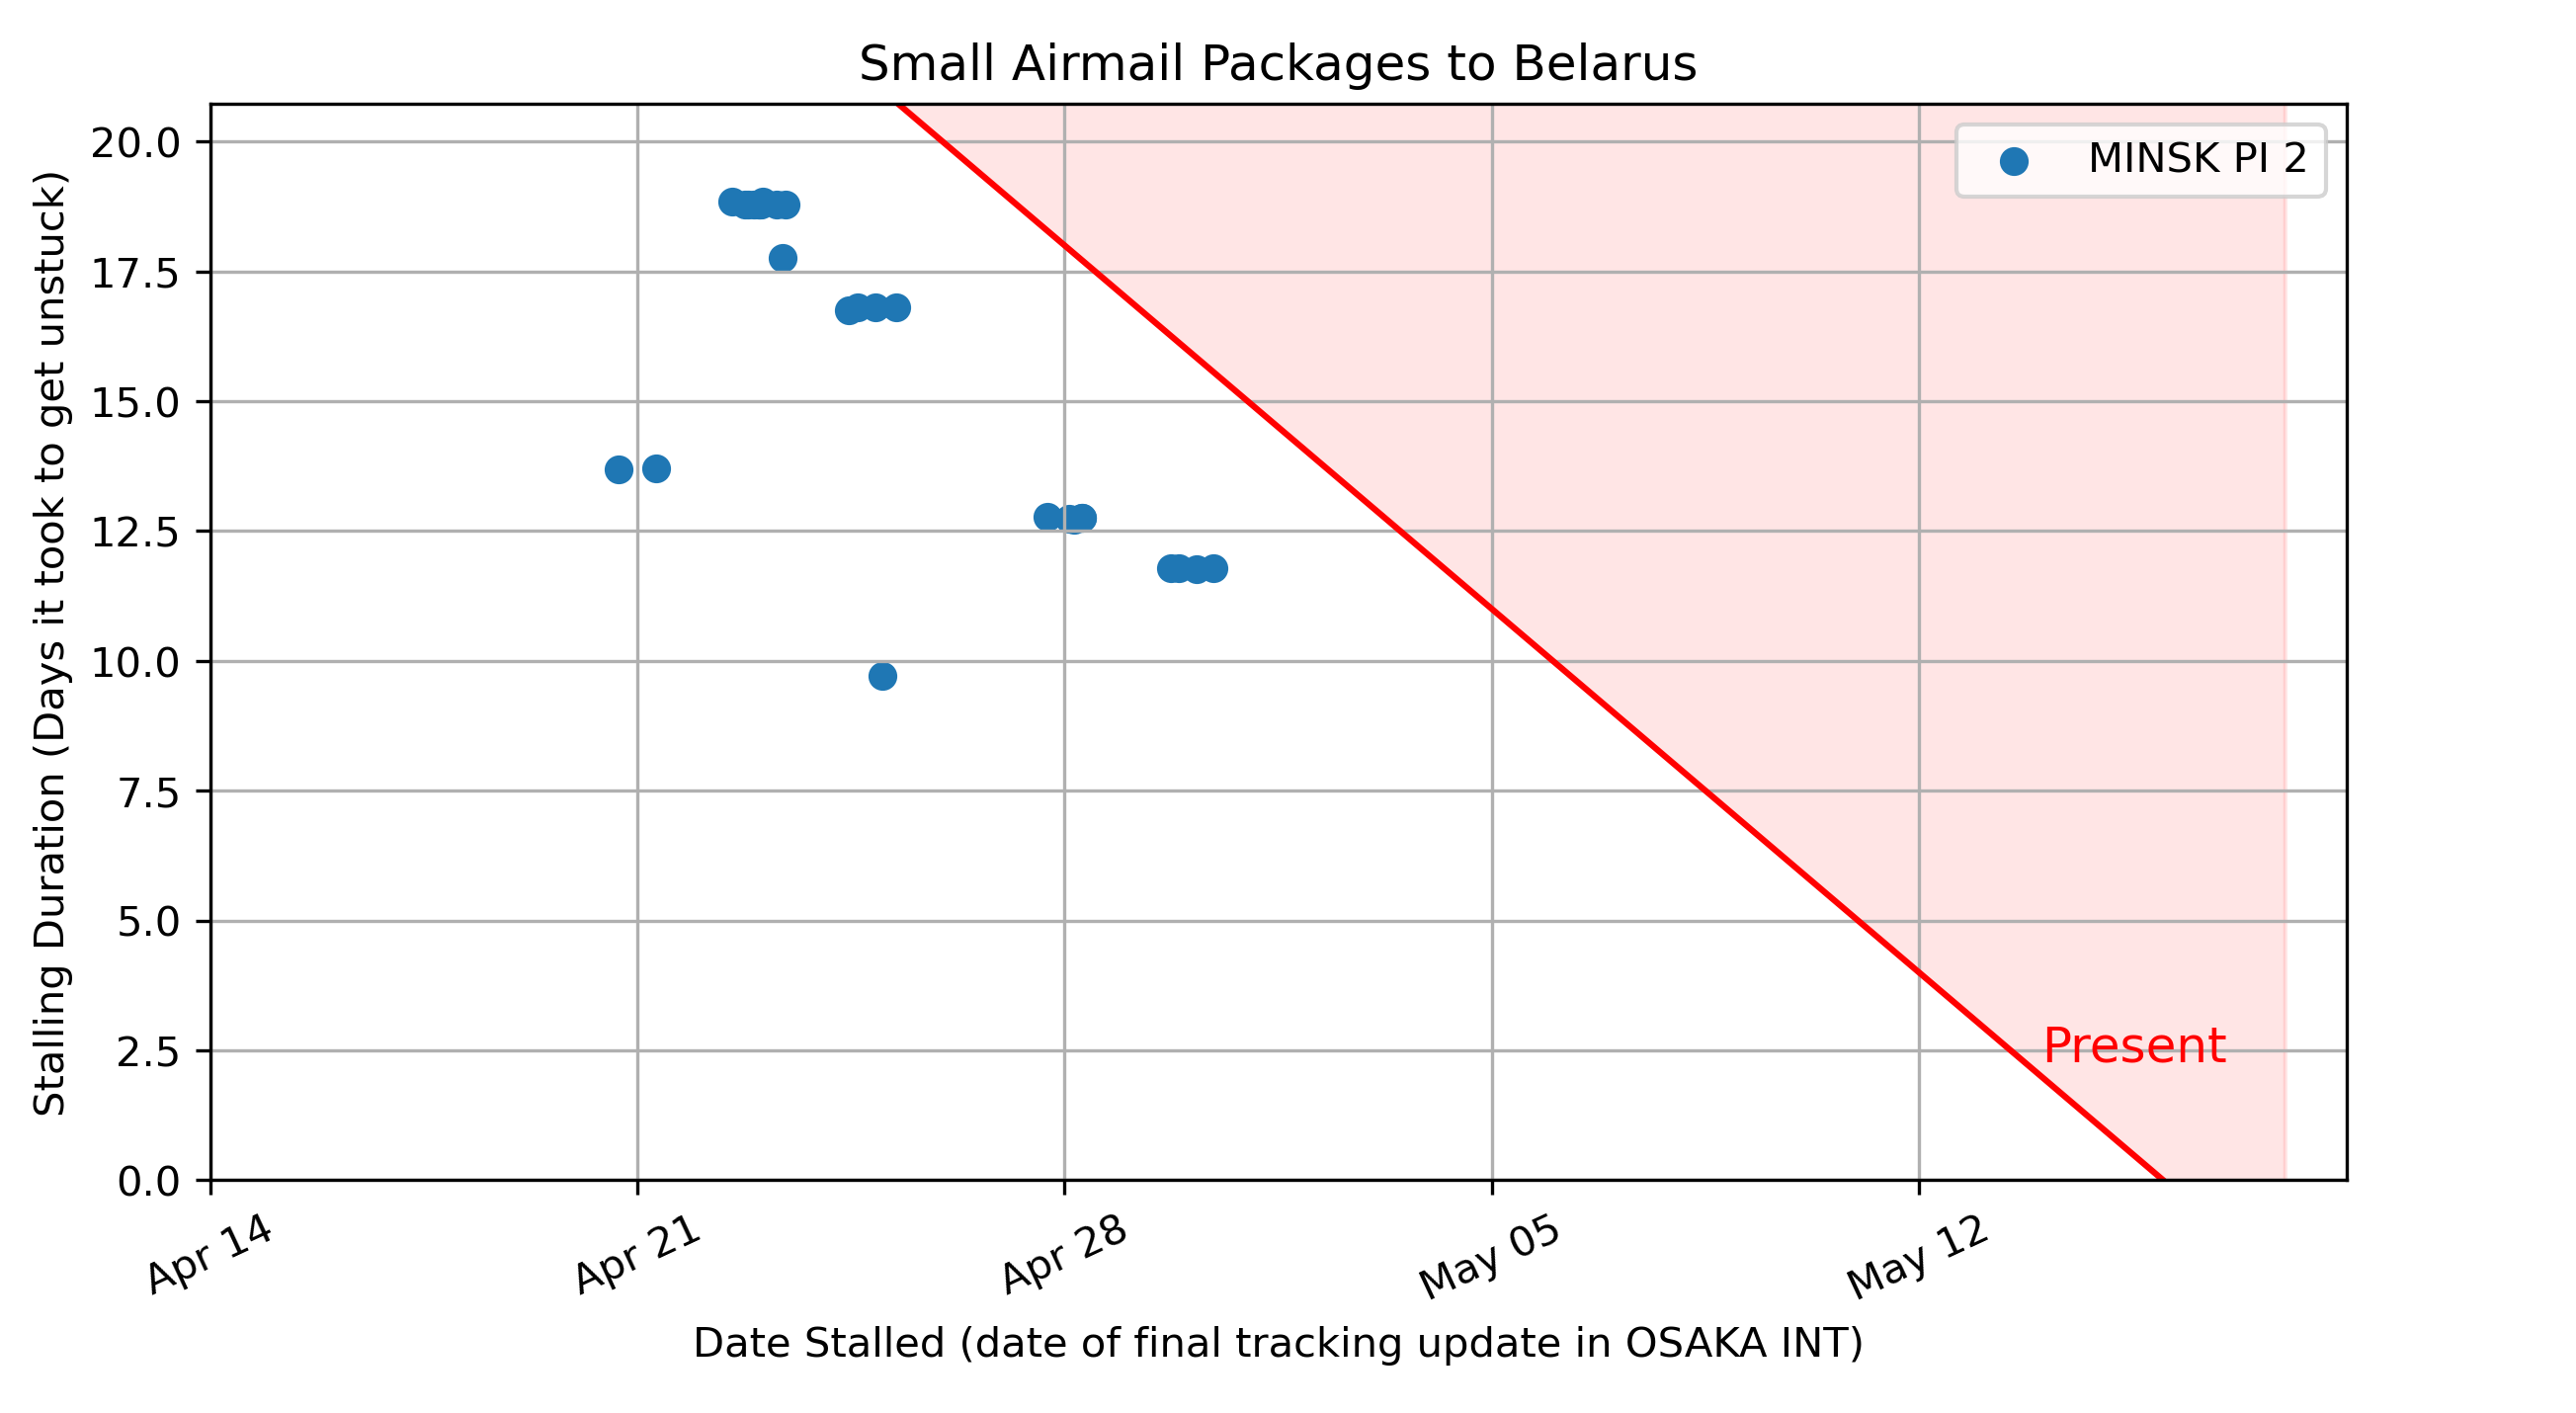 Small Airmail Packages to Belarus
MINSK PI 2
Stalling Duration (Days it took to get unstuck)
20.0
17.5
15.0
12.5
10.0
7.5
5.0
2.5
0.0
Present
Apr 14
Apr 21
Apr 28
May 05
May 12
Date Stalled (date of final tracking update in OSAKA INT)